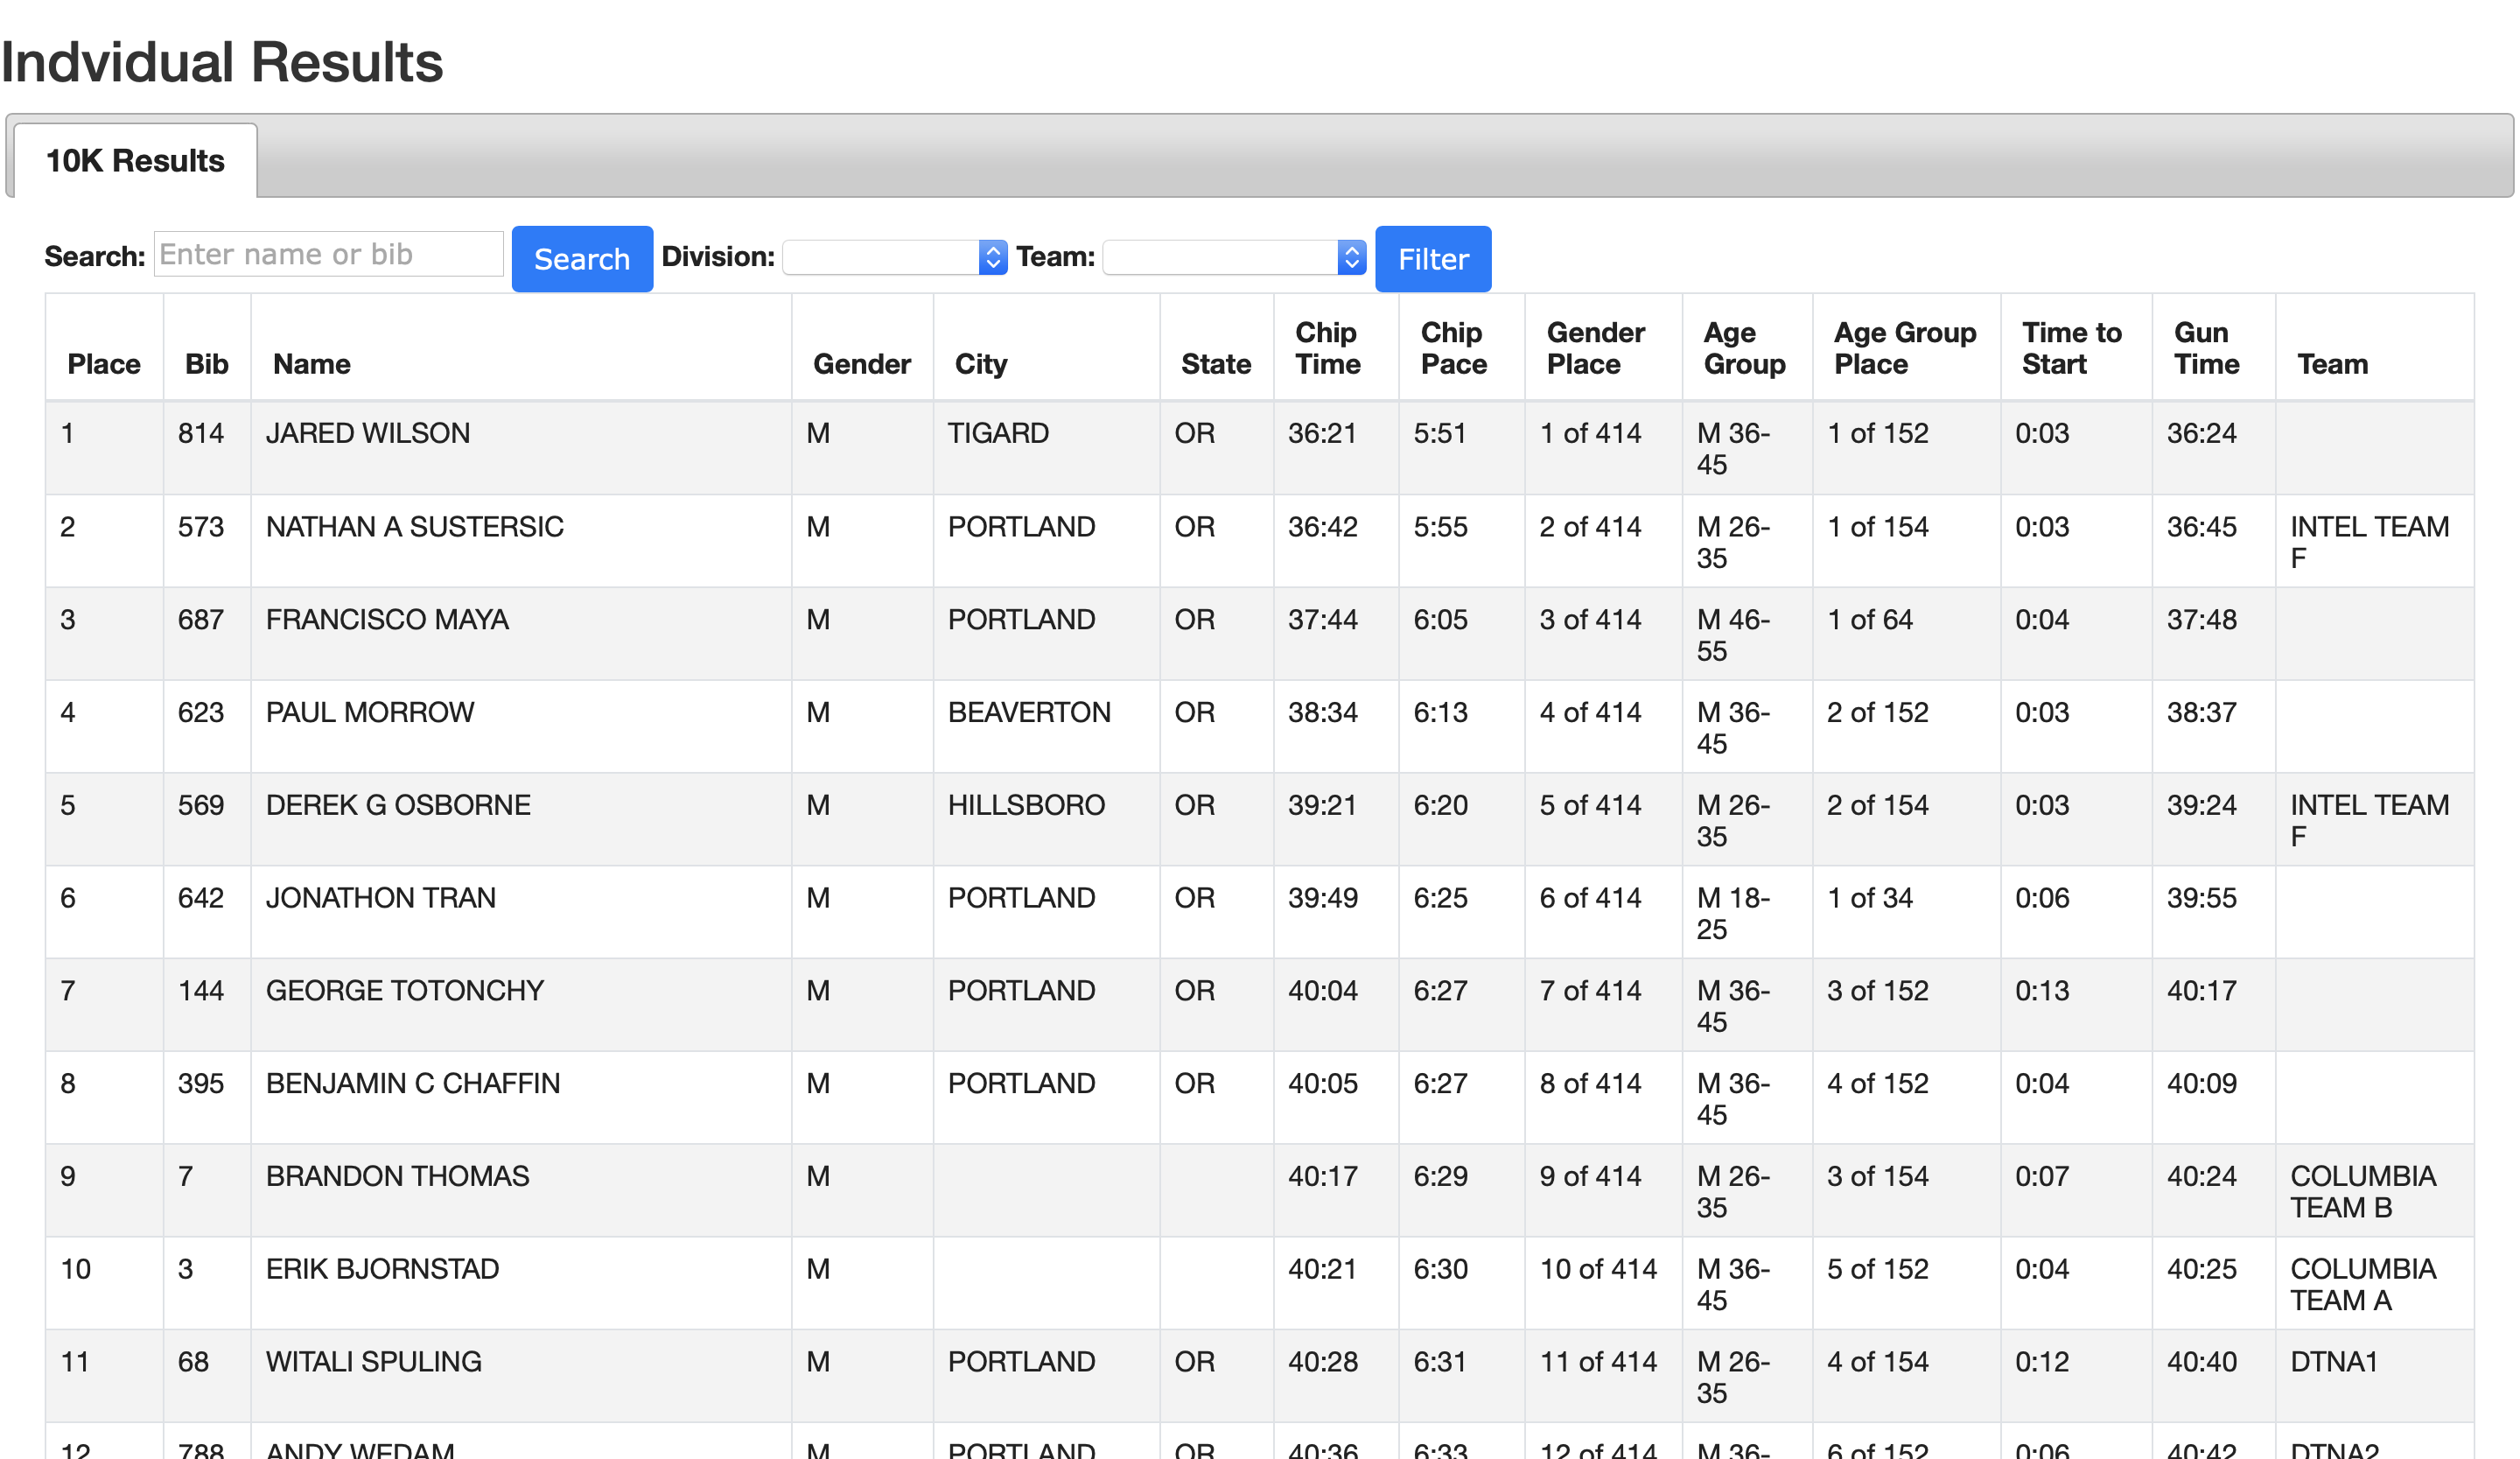 Indvidual Results
10K Results
Search: Enter name or bib Search Division: Team: Filter
Place Bib Name Gender City State Chip Time Chip Pace Gender Place Age Group Age Group Place Time to Start Gun Time Team
1 814 JARED WILSON M TIGARD OR 36:21 5:51 1 of 414 M 36-45 1 of 152 0:03 36:24
2 573 NATHAN A SUSTERSIC M PORTLAND OR 36:42 5:55 2 of 414 M 26-35 1 of 154 0:03 36:45 INTEL TEAM F
3 687 FRANCISCO MAYA M PORTLAND OR 37:44 6:05 3 of 414 M 46-55 1 of 64 0:04 37:48
4 623 PAUL MORROW M BEAVERTON OR 38:34 6:13 4 of 414 M 36-45 2 of 152 0:03 38:37
5 569 DEREK G OSBORNE M HILLSBORO OR 39:21 6:20 5 of 414 M 26-35 2 of 154 0:03 39:24 INTEL TEAM F
6 642 JONATHON TRAN M PORTLAND OR 39:49 6:25 6 of 414 M 18-25 1 of 34 0:06 39:55
7 144 GEORGE TOTONCHY M PORTLAND OR 40:04 6:27 7 of 414 M 36-45 3 of 152 0:13 40:17
8 395 BENJAMIN C CHAFFIN M PORTLAND OR 40:05 6:27 8 of 414 M 36-45 4 of 152 0:04 40:09
9 7 BRANDON THOMAS M 40:17 6:29 9 of 414 M 26-35 3 of 154 0:07 40:24 COLUMBIA TEAM B
10 3 ERIK BJORNSTAD M 40:21 6:30 10 of 414 M 36-45 5 of 152 0:04 40:25 COLUMBIA TEAM A
11 68 WITALI SPULING M PORTLAND OR 40:28 6:31 11 of 414 M 26-35 4 of 154 0:12 40:40 DTNA1
12 788 ANDY WEDAM M PORTLAND OR 40:36 6:33 12 of 414 M 36- 6 of 152 0:06 40:42 DTNA2